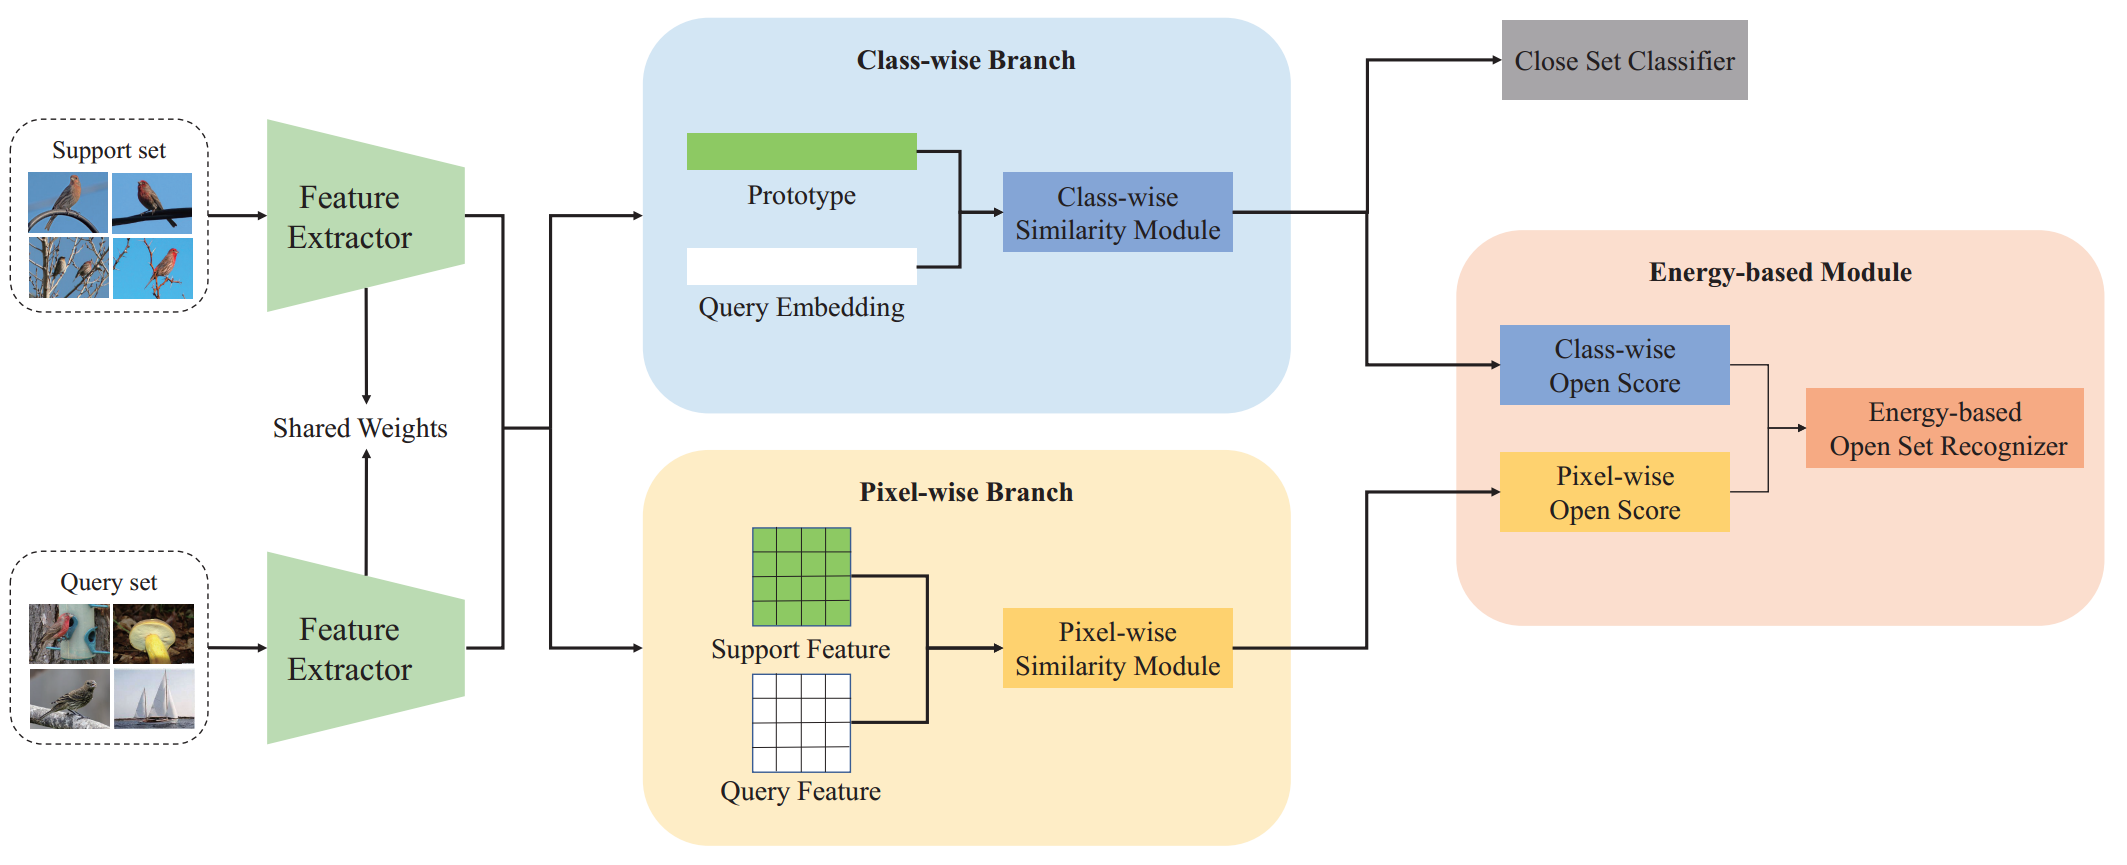 Support set
Feature
Extractor
Shared Weights
Query set
Feature
Extractor
Class-wise Branch
Prototype
Query Embedding
Class-wise
Similarity Module
Pixel-wise Branch
Support Feature
Query Feature
Pixel-wise
Similarity Module
Close Set Classifier
Energy-based Module
Class-wise
Open Score
Pixel-wise
Open Score
Energy-based
Open Set Recognizer